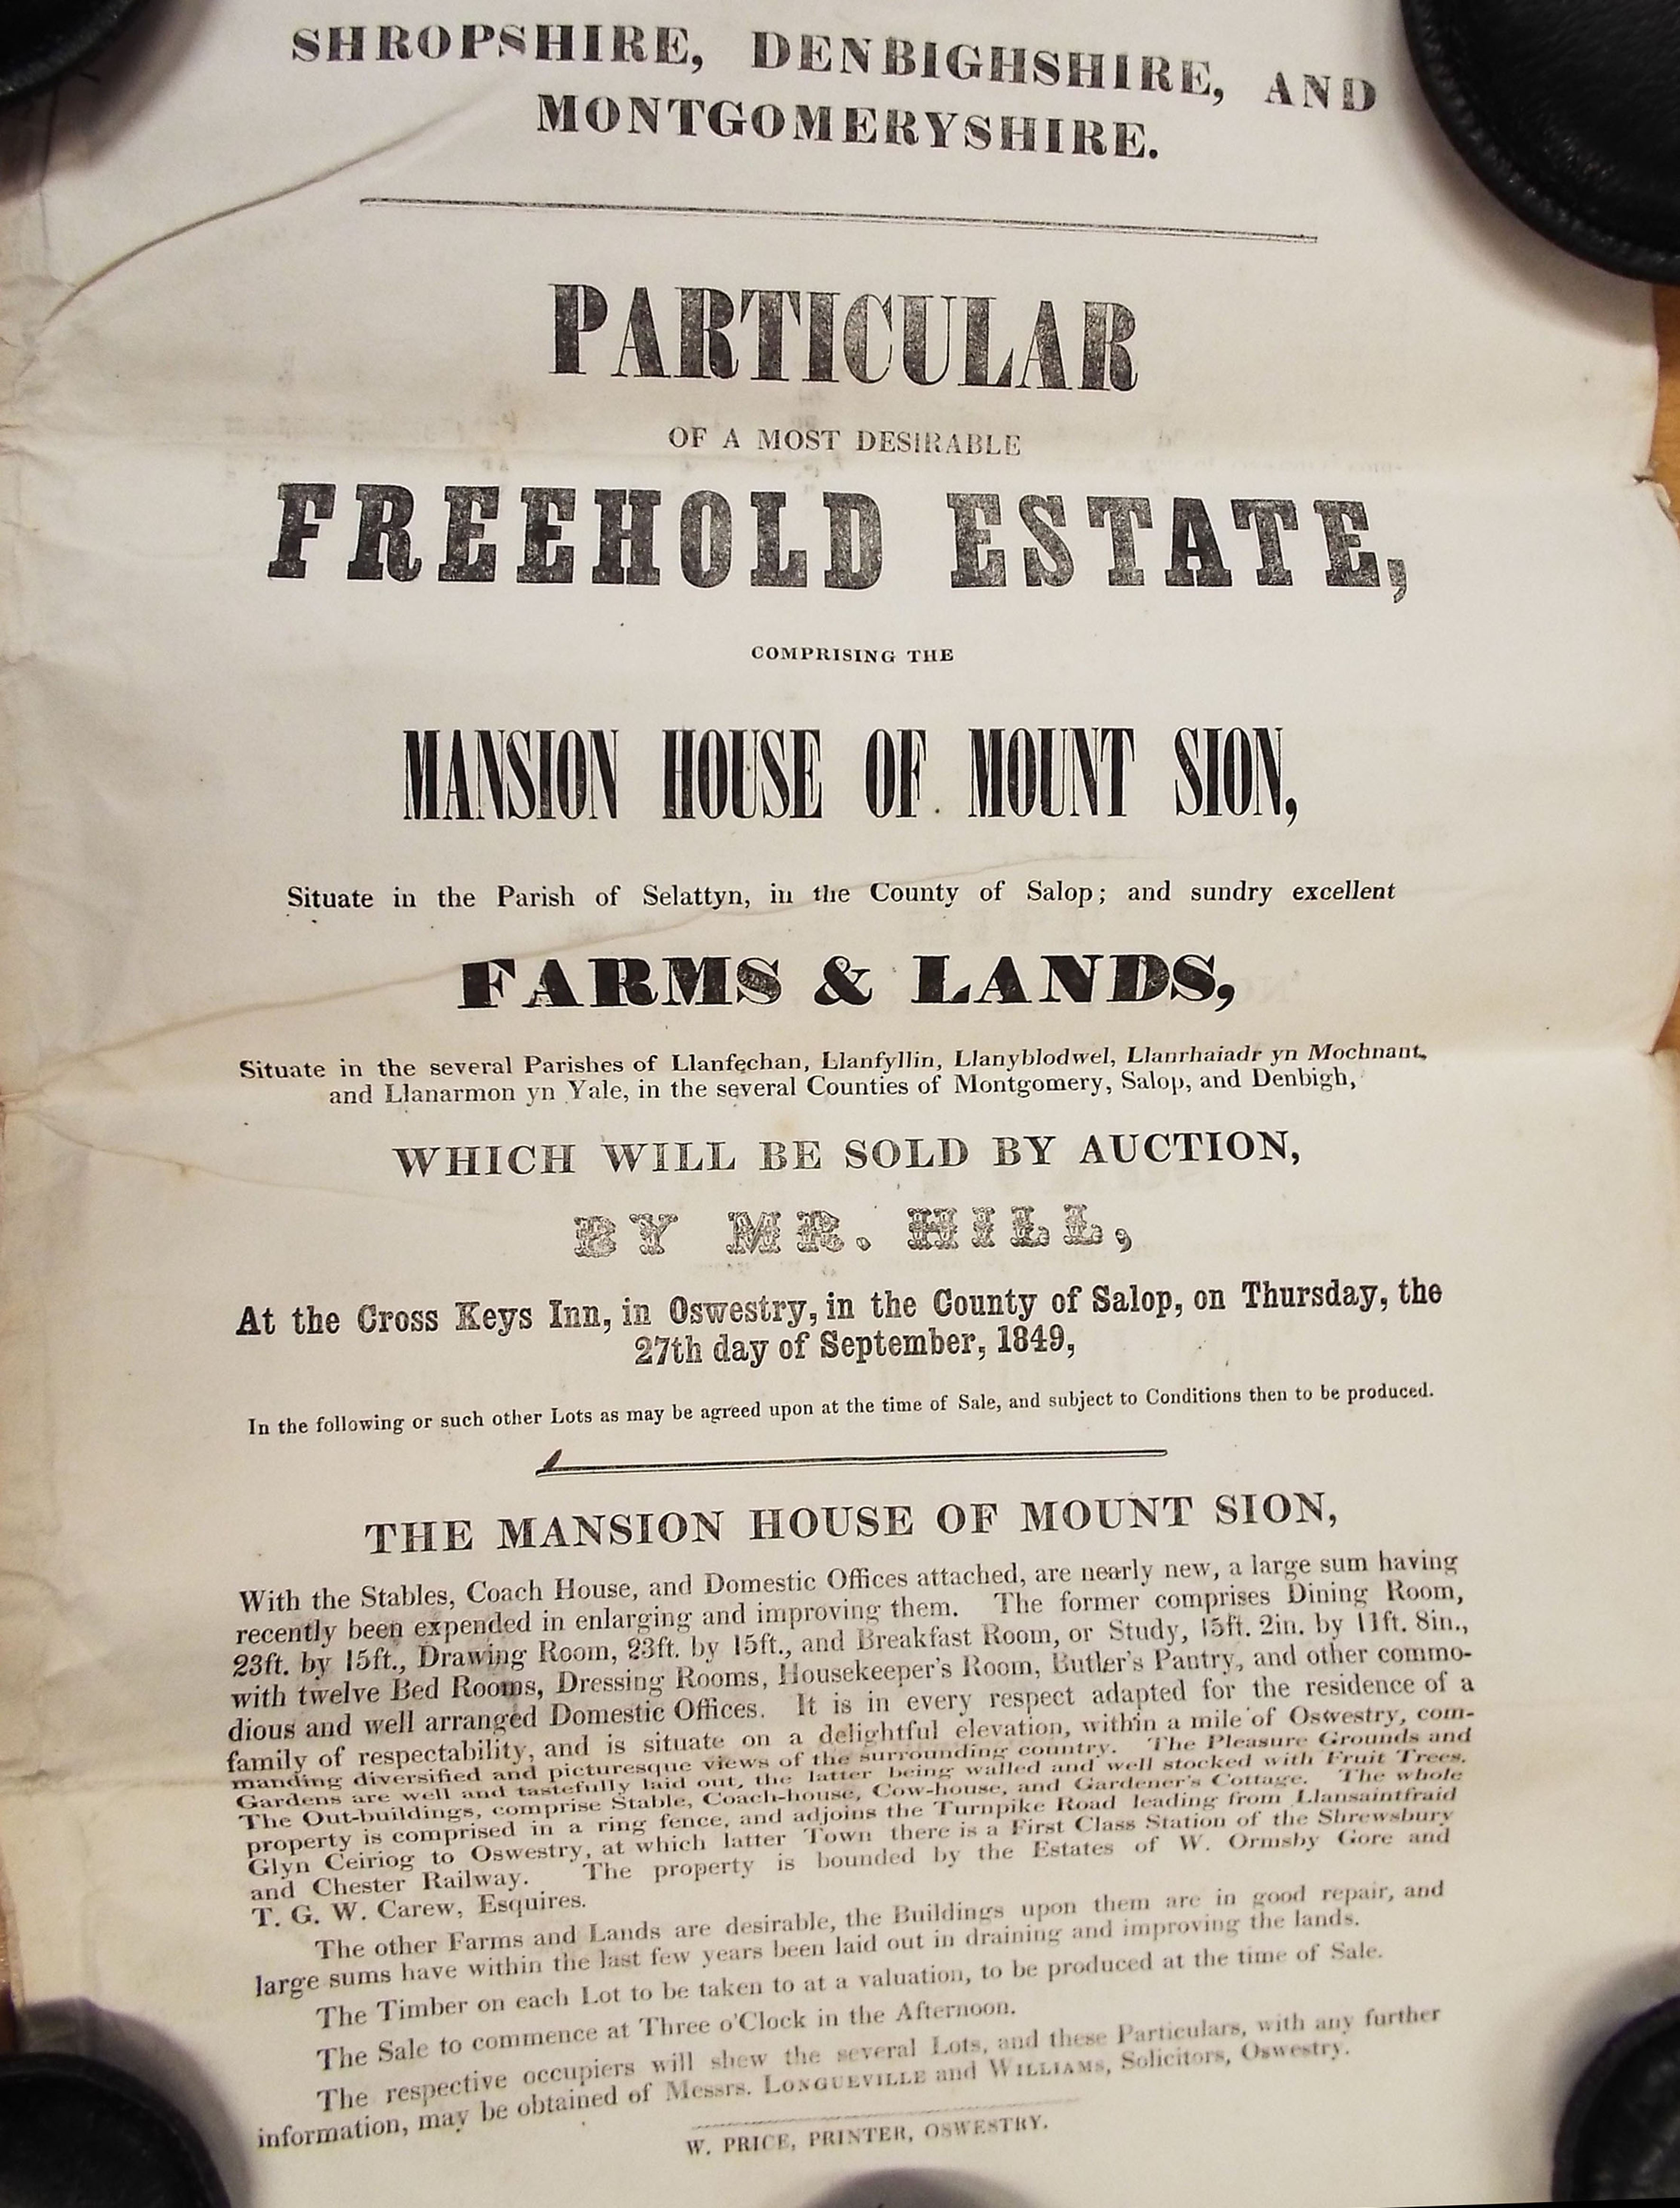 SHROPSHIRE, DENBIGHSHIRE, AND
MONTGOMERYSHIRE.
PARTICULAR
OF A MOST DESIRABLE
FREEHOLD ESTATE,
COMPRISING THE
MANSION HOUSE OF MOUNT SION,
Situate in the Parish of Selattyn, in the County of Salop; and sundry excellent
FARMS & LANDS,
Situate in the several Parishes of Llanfechan, Llanfyllin, Llanyblodwel, Llanrhaiadr yn Mochnant,
and Llanarmon yn Yale, in the several Counties of Montgomery, Salop, and Denbigh,
WHICH WILL BE SOLD BY AUCTION,
BY MR. HILL,
At the Cross Keys Inn, in Oswestry, in the County of Salop, on Thursday, the
27th day of September, 1849,
In the following or such other Lots as may be agreed upon at the time of Sale, and subject to Conditions then to be produced.
THE MANSION HOUSE OF MOUNT SION,
With the Stables, Coach House, and Domestic Offices attached, are nearly new, a large sum having
recently been expended in enlarging and improving them. The former comprises Dining Room,
23ft. by 15ft., Drawing Room, 23ft. by 15ft., and Breakfast Room, or Study, 15ft. 2in. by 11ft. 8in.,
with twelve Bed Rooms, Dressing Rooms, Housekeeper's Room, Butler's Pantry, and other commo-
dious and well arranged Domestic Offices. It is in every respect adapted for the residence of a
family of respectability, and is situate on a delightful elevation, within a mile of Oswestry, com-
manding diversified and picturesque views of the surrounding country. The Pleasure Grounds and
Gardens are well and tastefully laid out, the latter being walled and well stocked with Fruit Trees.
The Out-buildings, comprise Stable, Coach-house, Cow-house, and Gardener's Cottage. The whole
property is comprised in a ring fence, and adjoins the Turnpike Road leading from Llansaintfraid
Glyn Ceiriog to Oswestry, at which latter Town there is a First Class Station of the Shrewsbury
and Chester Railway. The property is bounded by the Estates of W. Ormsby Gore and
T. G. W. Carew, Esquires.
The other Farms and Lands are desirable, the Buildings upon them are in good repair, and
large sums have within the last few years been laid out in draining and improving the lands.
The Timber on each Lot to be taken to at a valuation, to be produced at the time of Sale.
The Sale to commence at Three o'Clock in the Afternoon.
The respective occupiers will shew the several Lots, and these Particulars, with any further
information, may be obtained of Messrs. LONGUEVILLE and WILLIAMS, Solicitors, Oswestry.
W. PRICE, PRINTER, OSWESTRY.